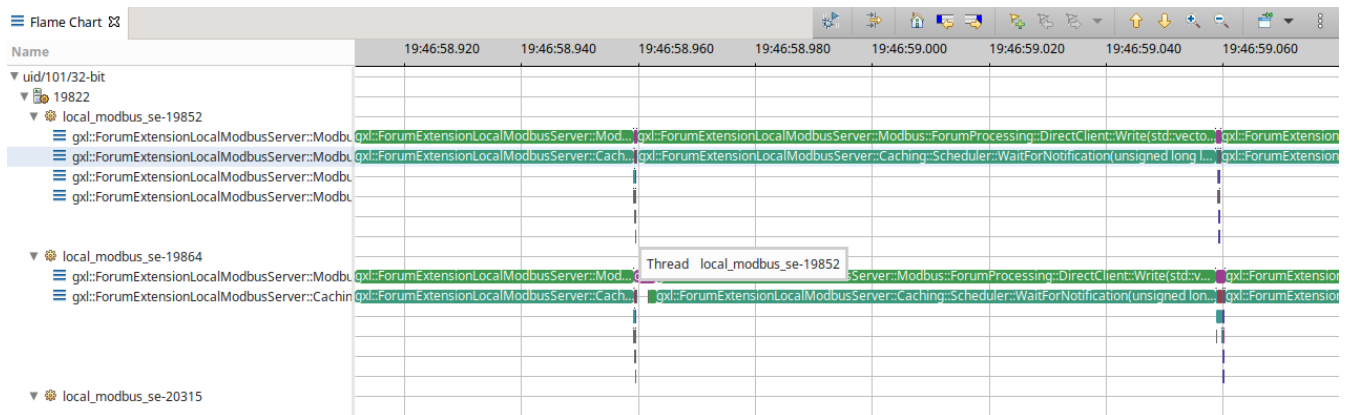 Flame Chart
Name
19:46:58.920 19:46:58.940 19:46:58.960 19:46:58.980 19:46:59.000 19:46:59.020 19:46:59.040 19:46:59.060
uid/101/32-bit
19822
local_modbus_se-19852
gxl::ForumExtensionLocalModbusServer::Modbu gxl::ForumExtensionLocalModbusServer::Mod... gxl::ForumExtensionLocalModbusServer::Modbus::ForumProcessing::DirectClient::Write(std::vecto... gxl::ForumExtension
gxl::ForumExtensionLocalModbusServer::Modbu gxl::ForumExtensionLocalModbusServer::Cach... gxl::ForumExtensionLocalModbusServer::Caching::Scheduler::WaitForNotification(unsigned long l... gxl::ForumExtension
gxl::ForumExtensionLocalModbusServer::Modbu
gxl::ForumExtensionLocalModbusServer::Modbu
local_modbus_se-19864
Thread local_modbus_se-19852
gxl::ForumExtensionLocalModbusServer::Modbu gxl::ForumExtensionLocalModbusServer::Mod... sServer::Modbus::ForumProcessing::DirectClient::Write(std::v... gxl::ForumExtension
gxl::ForumExtensionLocalModbusServer::Cachin gxl::ForumExtensionLocalModbusServer::Cach... gxl::ForumExtensionLocalModbusServer::Caching::Scheduler::WaitForNotification(unsigned lon... gxl::ForumExtension
local_modbus_se-20315